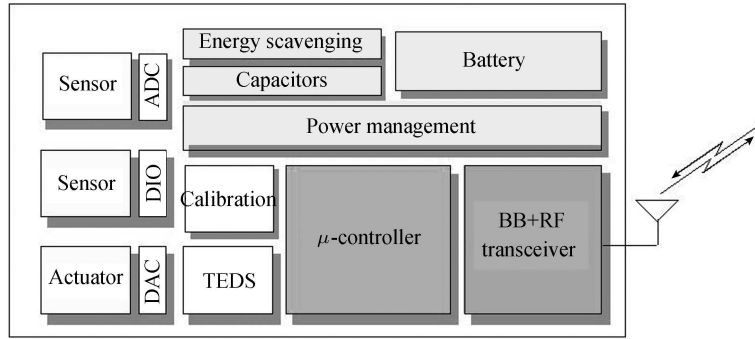 Energy scavenging
Battery
Sensor
ADC
Capacitors
Power management
Sensor
DIO
Calibration
μ-controller
BB+RF
transceiver
Actuator
DAC
TEDS